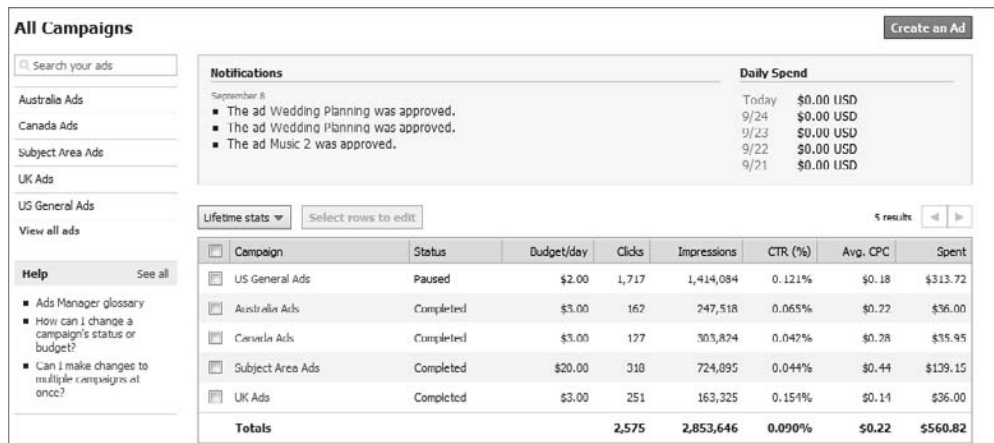 All Campaigns
Create an Ad
Search your ads
Australia Ads
Canada Ads
Subject Area Ads
UK Ads
US General Ads
View all ads
Help See all
Ads Manager glossary
How can I change a
campaign's status or
budget?
Can I make changes to
multiple campaigns at
once?
Notifications
September 8
The ad Wedding Planning was approved.
The ad Wedding Planning was approved.
The ad Music 2 was approved.
Daily Spend
Today $0.00 USD
9/24 $0.00 USD
9/23 $0.00 USD
9/22 $0.00 USD
9/21 $0.00 USD
Lifetime stats Select rows to edit 5 results
Campaign Status Budget/day Clicks Impressions CTR (%) Avg. CPC Spent
US General Ads Paused $2.00 1,717 1,414,084 0.121% $0.18 $313.72
Australia Ads Completed $3.00 162 247,518 0.065% $0.22 $36.00
Canada Ads Completed $3.00 127 303,824 0.042% $0.28 $35.95
Subject Area Ads Completed $20.00 318 724,895 0.044% $0.44 $139.15
UK Ads Completed $3.00 251 163,325 0.154% $0.14 $36.00
Totals 2,575 2,853,646 0.090% $0.22 $560.82